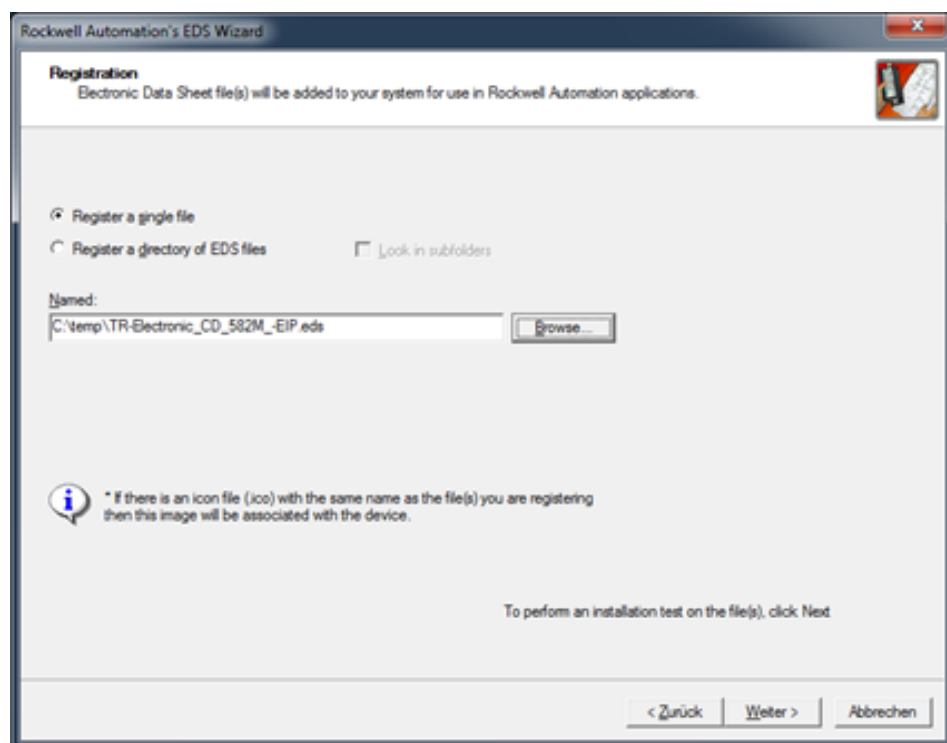 Rockwell Automation's EDS Wizard
Registration
Electronic Data Sheet file(s) will be added to your system for use in Rockwell Automation applications.
Register a single file
Register a directory of EDS files
Look in subfolders
Named:
C:\temp\TR-Electronic_CD_582M_-EIP.eds
Browse...
* If there is an icon file (.ico) with the same name as the file(s) you are registering
then this image will be associated with the device.
To perform an installation test on the file(s), click Next
< Zurück
Weiter >
Abbrechen